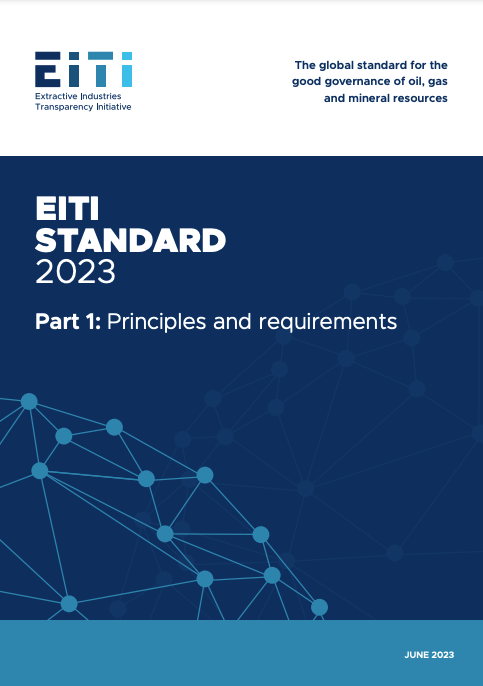 EITI
Extractive Industries
Transparency Initiative
The global standard for the
good governance of oil, gas
and mineral resources
EITI
STANDARD
2023
Part 1: Principles and requirements
JUNE 2023